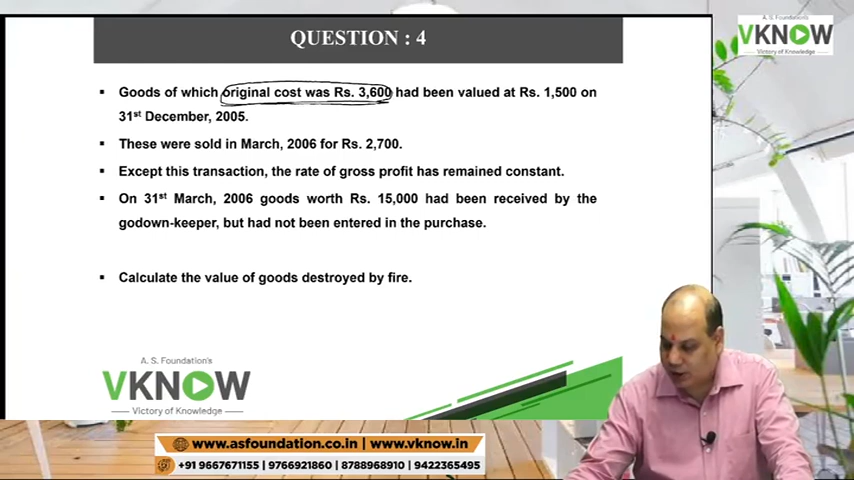 QUESTION : 4
A. S. Foundation's
VKNOW
Victory of Knowledge
▪ Goods of which original cost was Rs. 3,600 had been valued at Rs. 1,500 on
31st December, 2005.
▪ These were sold in March, 2006 for Rs. 2,700.
▪ Except this transaction, the rate of gross profit has remained constant.
▪ On 31st March, 2006 goods worth Rs. 15,000 had been received by the
godown-keeper, but had not been entered in the purchase.
▪ Calculate the value of goods destroyed by fire.
A. S. Foundation's
VKNOW
Victory of Knowledge
www.asfoundation.co.in | www.vknow.in
+91 9667671155 | 9766921860 | 8788968910 | 9422365495